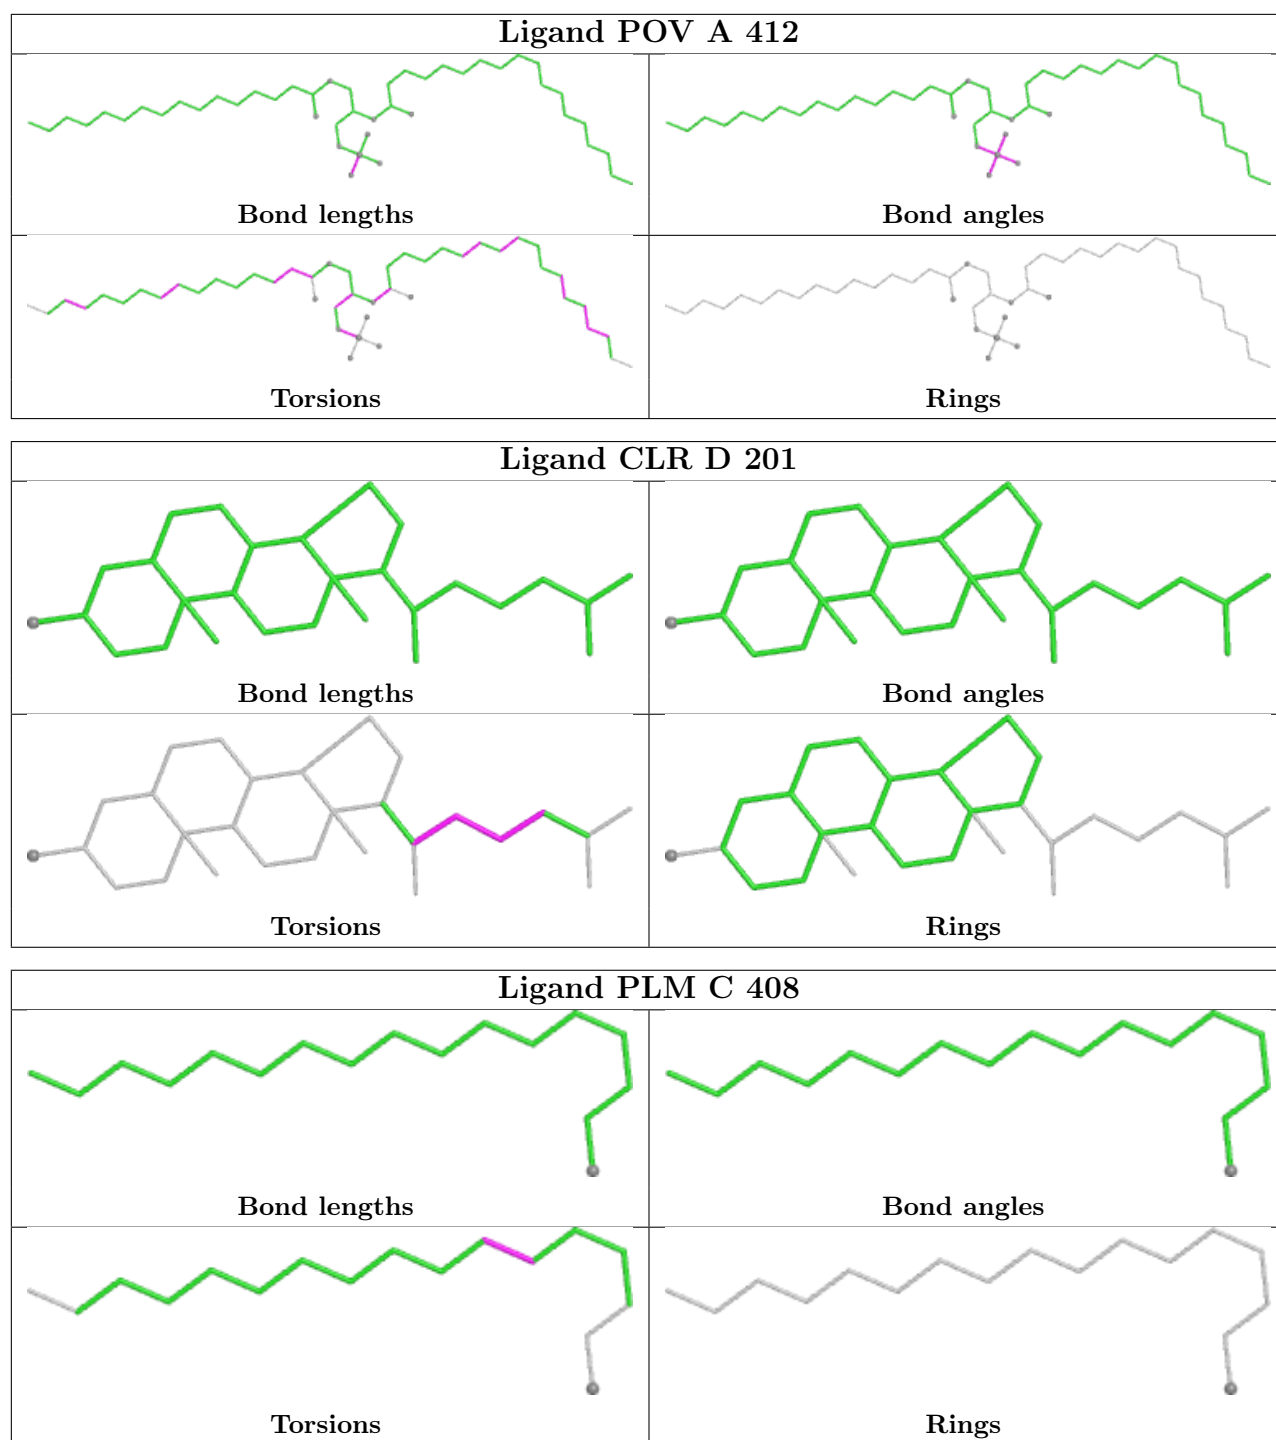 Ligand POV A 412
Bond lengths
Bond angles
Torsions
Rings
Ligand CLR D 201
Bond lengths
Bond angles
Torsions
Rings
Ligand PLM C 408
Bond lengths
Bond angles
Torsions
Rings